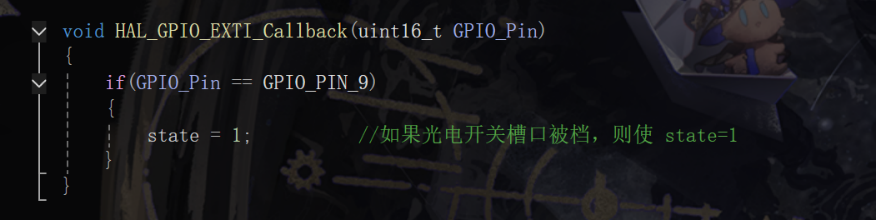 void HAL_GPIO_EXTI_Callback(uint16_t GPIO_Pin)
{
if(GPIO_Pin == GPIO_PIN_9)
{
state = 1; //如果光电开关槽口被档，则使 state=1
}
}